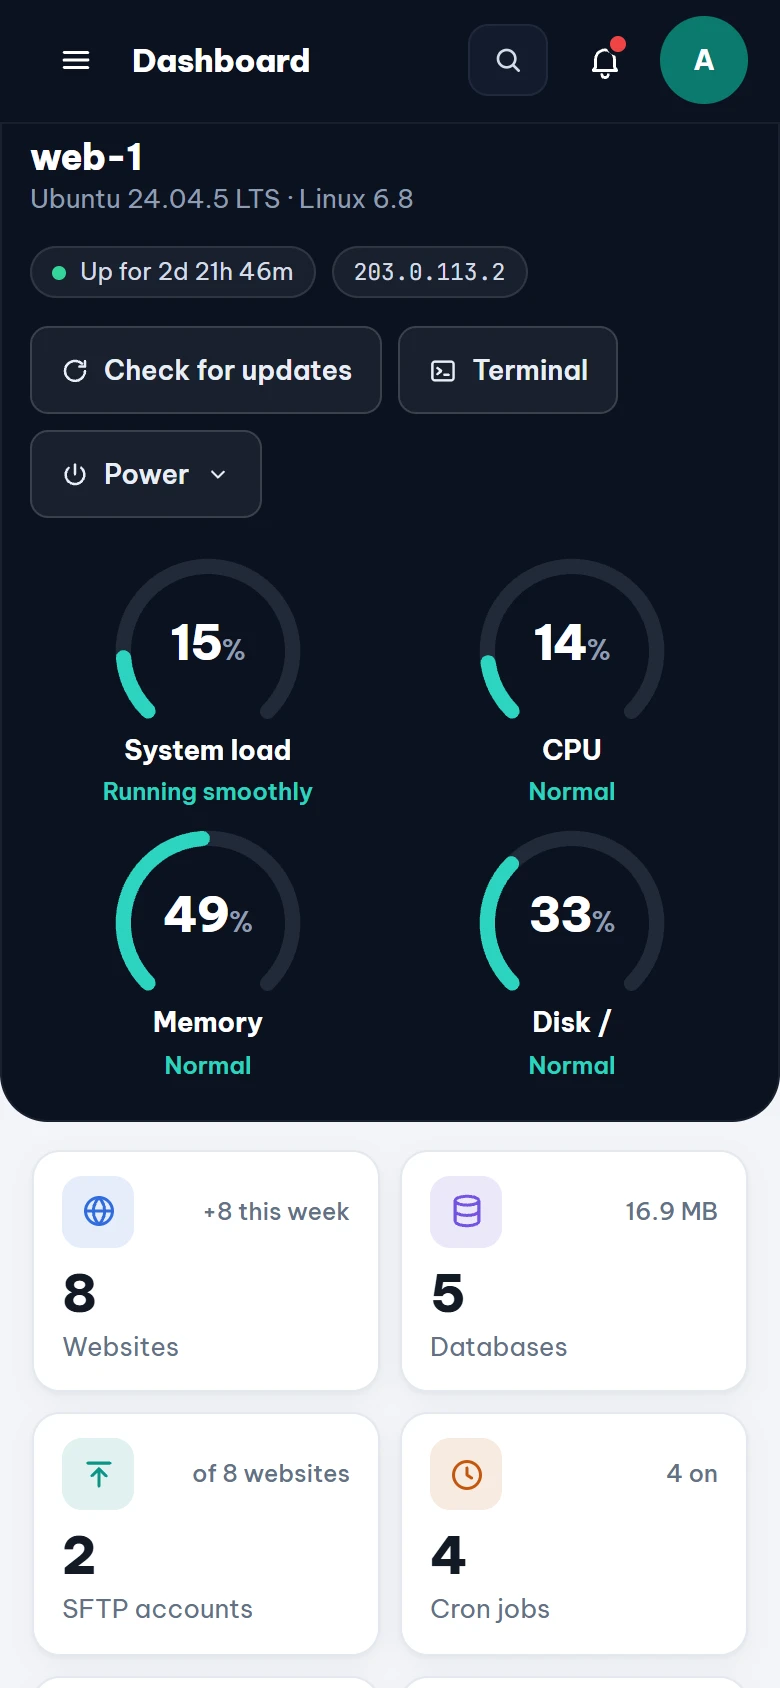 Dashboard
A
web-1
Ubuntu 24.04.5 LTS · Linux 6.8
Up for 2d 21h 46m
203.0.113.2
Check for updates
Terminal
Power
15%
14%
System load
CPU
Running smoothly
Normal
49%
33%
Memory
Disk /
Normal
Normal
+8 this week
16.9 MB
8
5
Websites
Databases
of 8 websites
4 on
2
4
SFTP accounts
Cron jobs